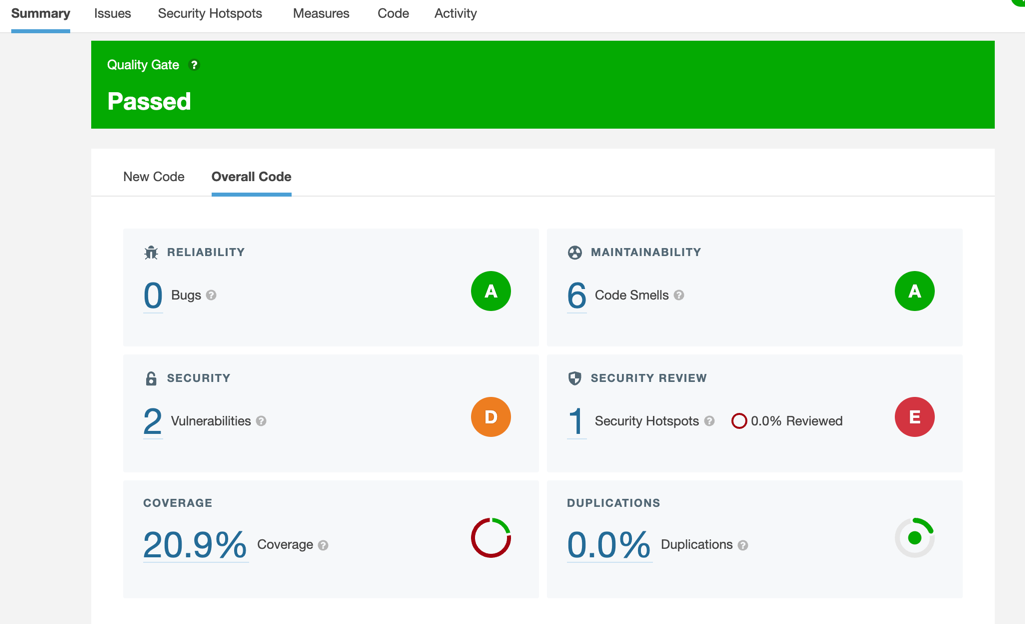 Summary Issues Security Hotspots Measures Code Activity
Quality Gate ?
Passed
New Code Overall Code
RELIABILITY
0 Bugs ?
A
MAINTAINABILITY
6 Code Smells ?
A
SECURITY
2 Vulnerabilities ?
D
SECURITY REVIEW
1 Security Hotspots ? 0.0% Reviewed
E
COVERAGE
20.9% Coverage ?
DUPLICATIONS
0.0% Duplications ?